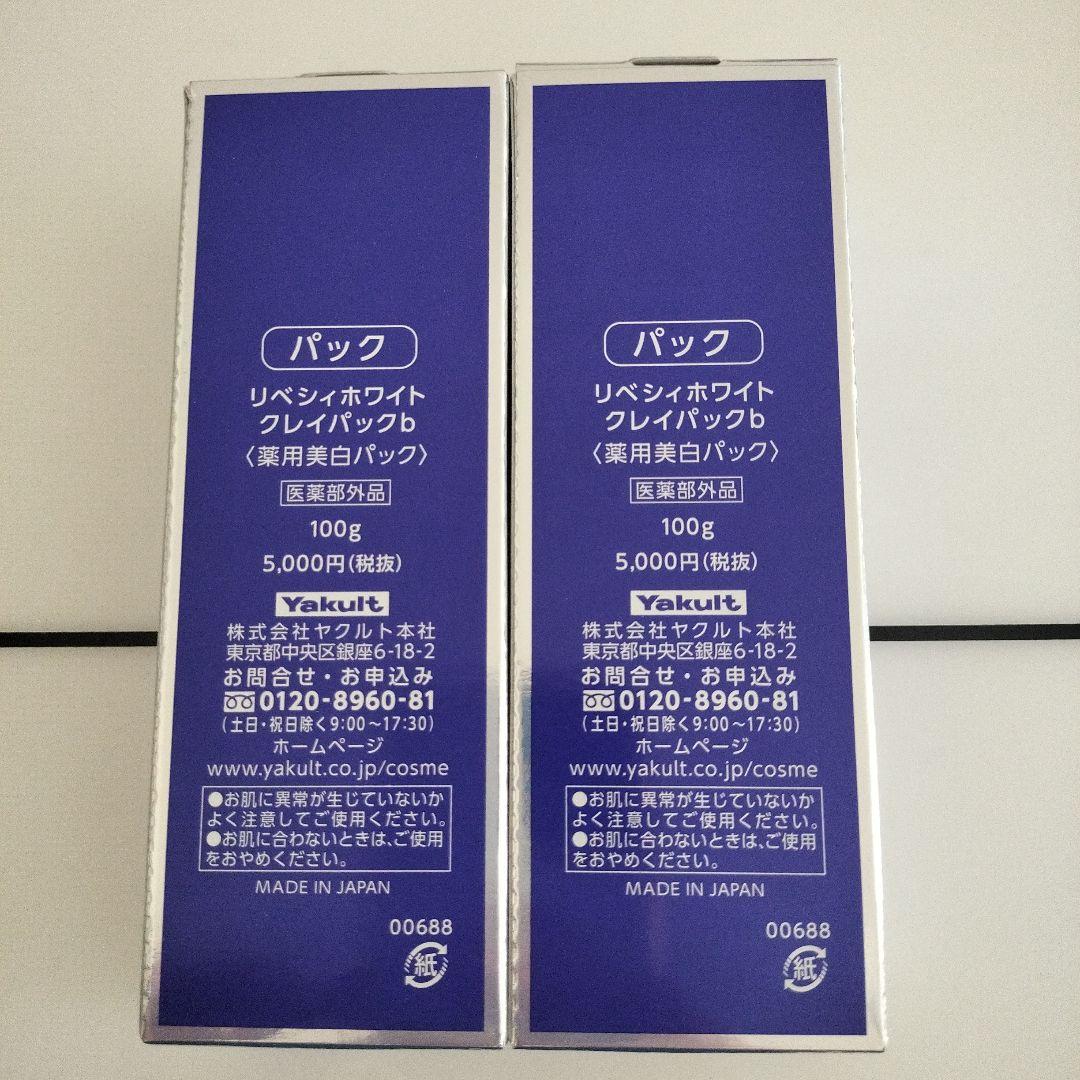 パック
リベシィホワイト
クレイパックb
〈薬用美白パック〉
医薬部外品
100g
5,000円(税抜)
Yakult
株式会社ヤクルト本社
東京都中央区銀座6-18-2
お問合せ・お申込み
0120-8960-81
(土日・祝日除く9:00～17:30)
ホームページ
www.yakult.co.jp/cosme
●お肌に異常が生じていないか
よく注意してご使用ください。
●お肌に合わないときは、ご使用
をおやめください。
MADE IN JAPAN
00688
紙
パック
リベシィホワイト
クレイパックb
〈薬用美白パック〉
医薬部外品
100g
5,000円(税抜)
Yakult
株式会社ヤクルト本社
東京都中央区銀座6-18-2
お問合せ・お申込み
0120-8960-81
(土日・祝日除く9:00～17:30)
ホームページ
www.yakult.co.jp/cosme
●お肌に異常が生じていないか
よく注意してご使用ください。
●お肌に合わないときは、ご使用
をおやめください。
MADE IN JAPAN
00688
紙